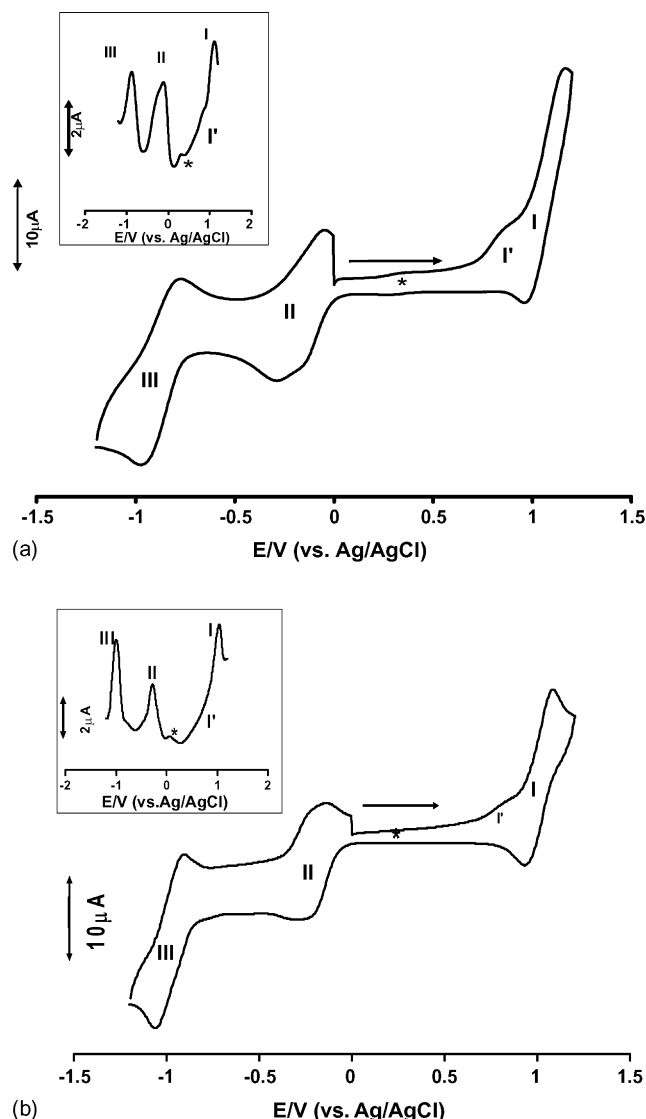 I
III II
2μA
I'
*
-2 -1 0 1 2
E/V (vs. Ag/AgCl)
10μA
I
I'
*
II
III
-1.5 -1 -0.5 0 0.5 1 1.5
(a)
E/V (vs. Ag/AgCl)
III I
II
2μA
I'
*
-2 -1 0 1 2
E/V (vs.Ag/AgCl)
I
I'
*
II
10μA
III
-1.5 -1 -0.5 0 0.5 1 1.5
(b)
E/V (vs. Ag/AgCl)